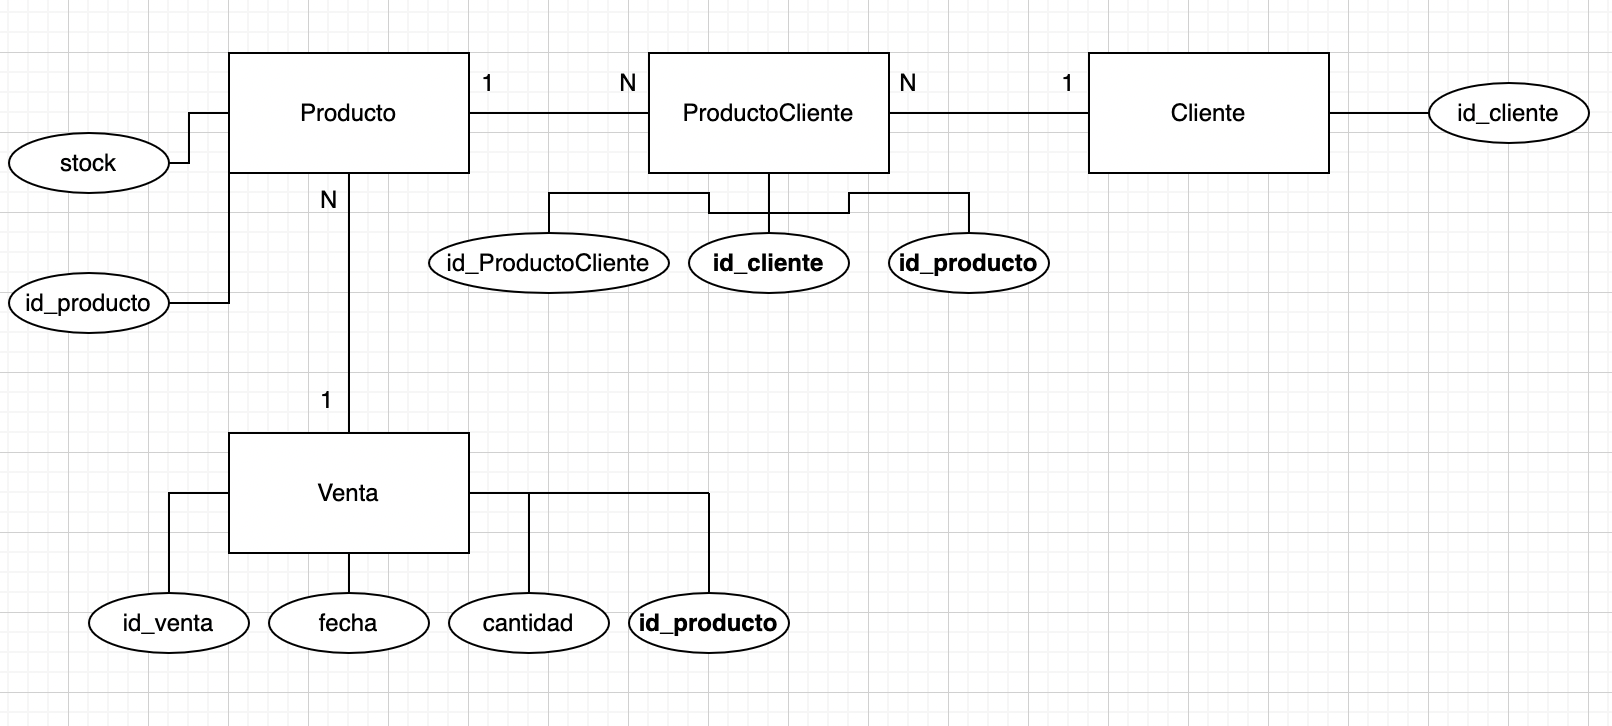 Producto
1
N
ProductoCliente
N
1
Cliente
id_cliente
stock
N
id_ProductoCliente
id_cliente
id_producto
id_producto
1
Venta
id_venta
fecha
cantidad
id_producto